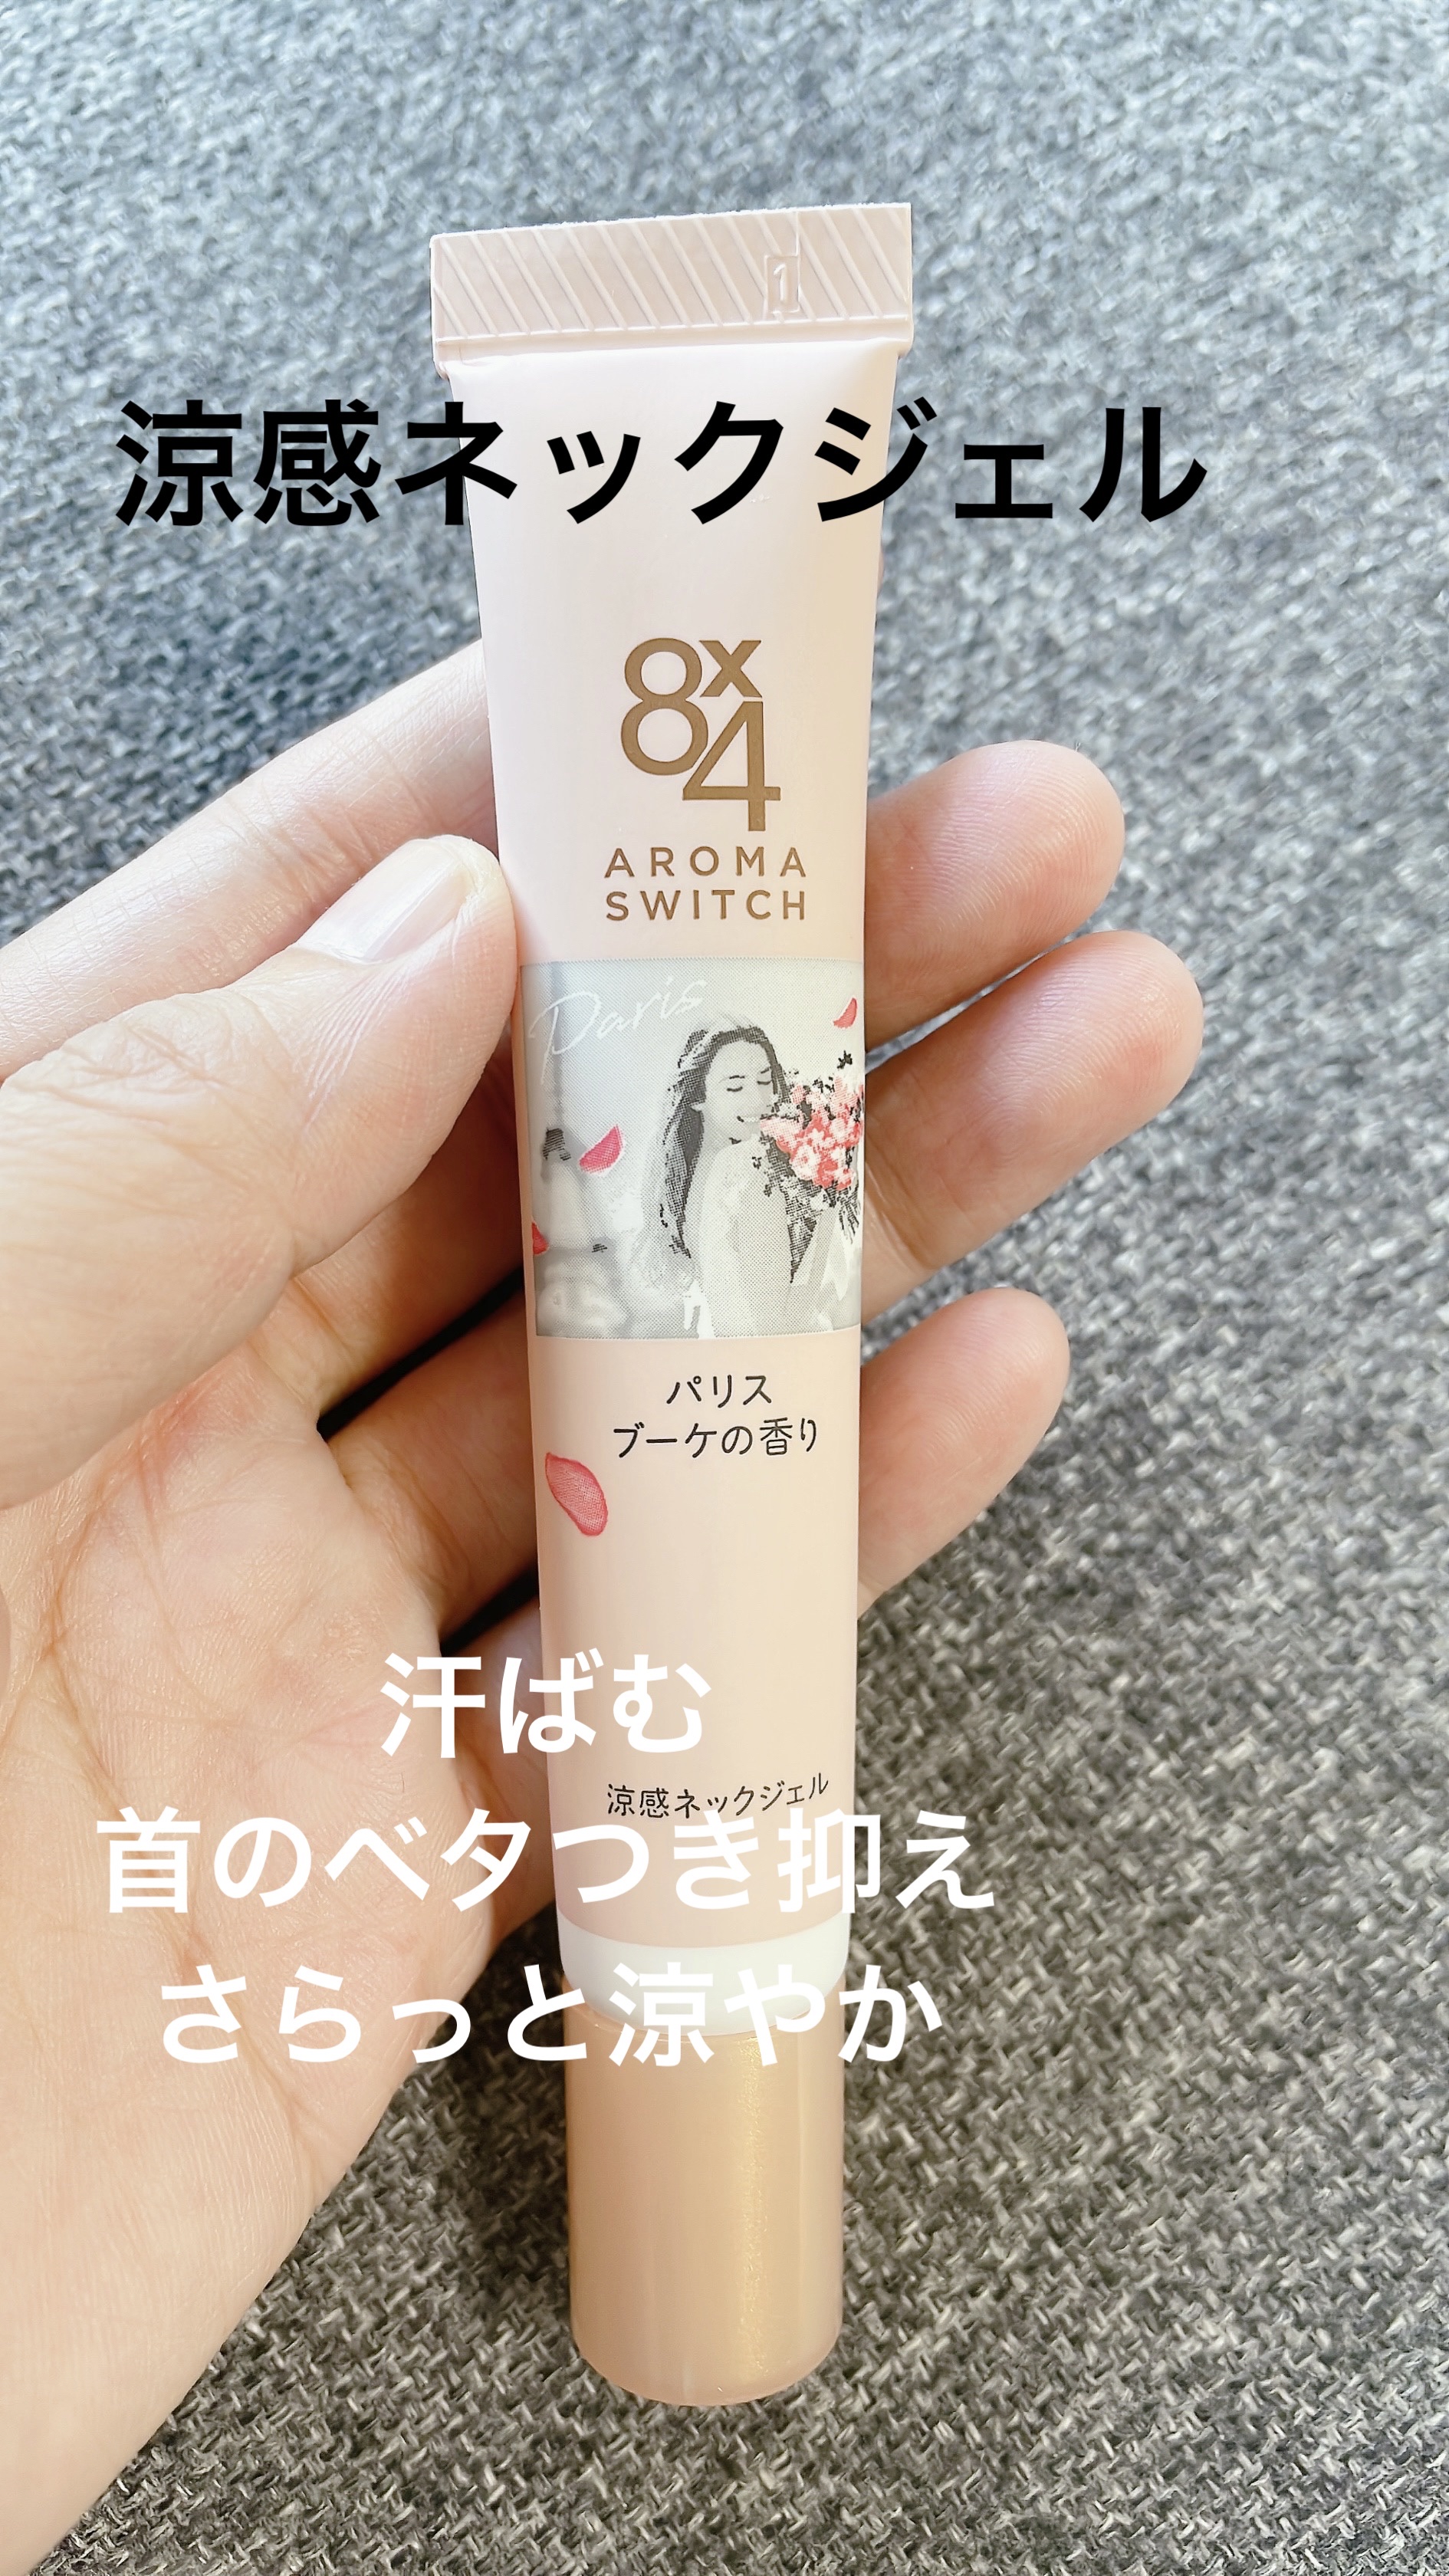 1
涼感ネックジェル
8x4
AROMA
SWITCH
Paris
パリス
ブーケの香り
汗ばむ
涼感ネックジェル
首のベタつき抑え
さらっと涼やか